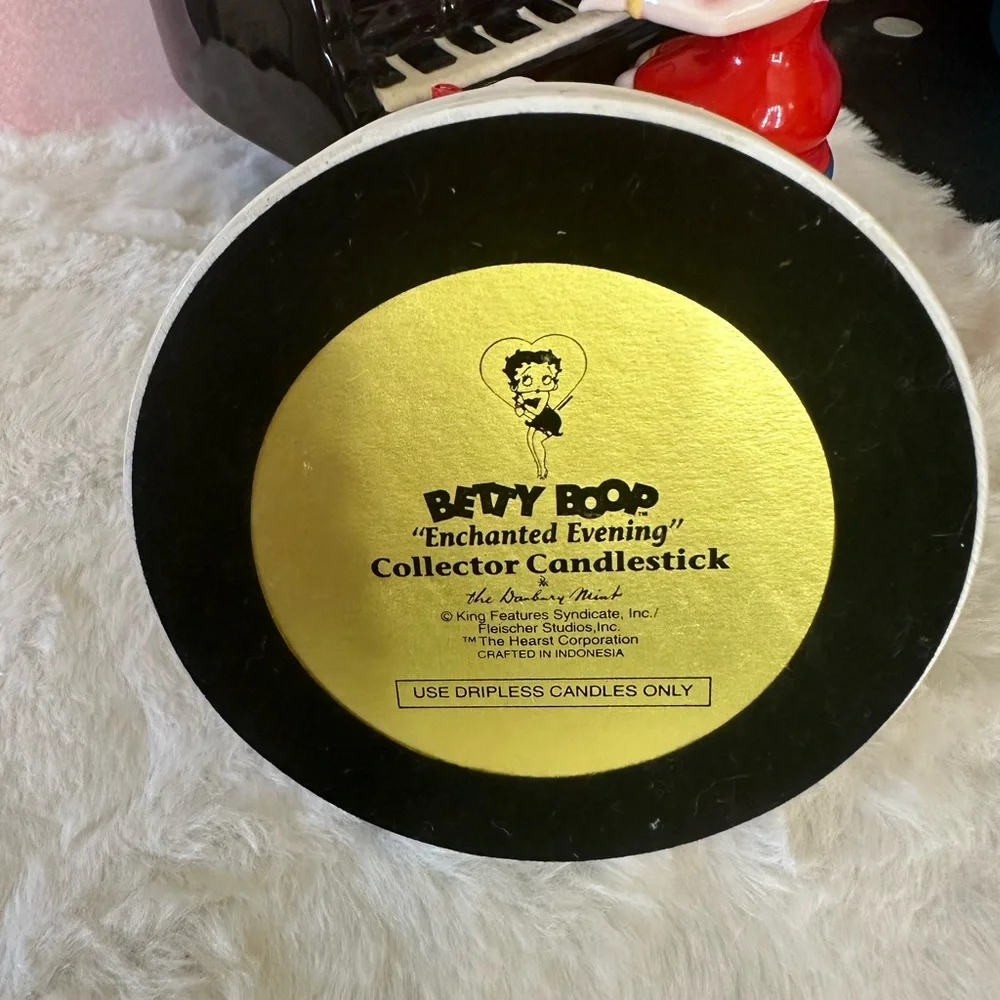 BETTY BOOP™
"Enchanted Evening"
Collector Candlestick
the Danbury Mint
© King Features Syndicate, Inc./
Fleischer Studios,Inc.
™ The Hearst Corporation
CRAFTED IN INDONESIA
USE DRIPLESS CANDLES ONLY